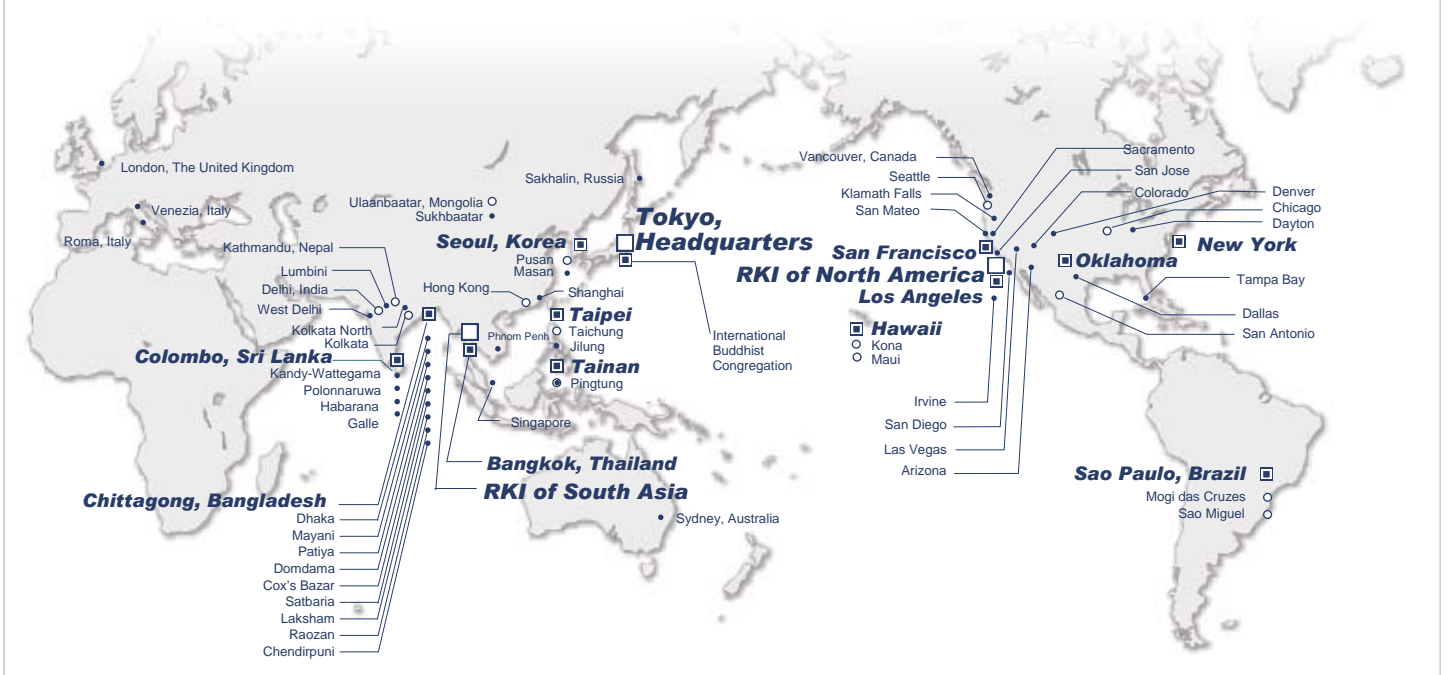 London, The United Kingdom
Venezia, Italy
Roma, Italy
Ulaanbaatar, Mongolia
Sukhbaatar
Sakhalin, Russia
Kathmandu, Nepal
Lumbini
Delhi, India
West Delhi
Kolkata North
Kolkata
Colombo, Sri Lanka
Kandy-Wattegama
Polonnaruwa
Habarana
Galle
Seoul, Korea
Pusan
Masan
Tokyo,
Headquarters
Hong Kong
Shanghai
Taipei
Taichung
Jilung
Tainan
Pingtung
Phnom Penh
Singapore
International
Buddhist
Congregation
Bangkok, Thailand
RKI of South Asia
Chittagong, Bangladesh
Dhaka
Mayani
Patiya
Domdama
Cox's Bazar
Satbaria
Laksham
Raozan
Chendirpuni
Sydney, Australia
Vancouver, Canada
Seattle
Klamath Falls
San Mateo
San Francisco
RKI of North America
Los Angeles
Hawaii
Kona
Maui
Irvine
San Diego
Las Vegas
Arizona
Sacramento
San Jose
Colorado
Denver
Chicago
Dayton
New York
Oklahoma
Tampa Bay
Dallas
San Antonio
Sao Paulo, Brazil
Mogi das Cruzes
Sao Miguel